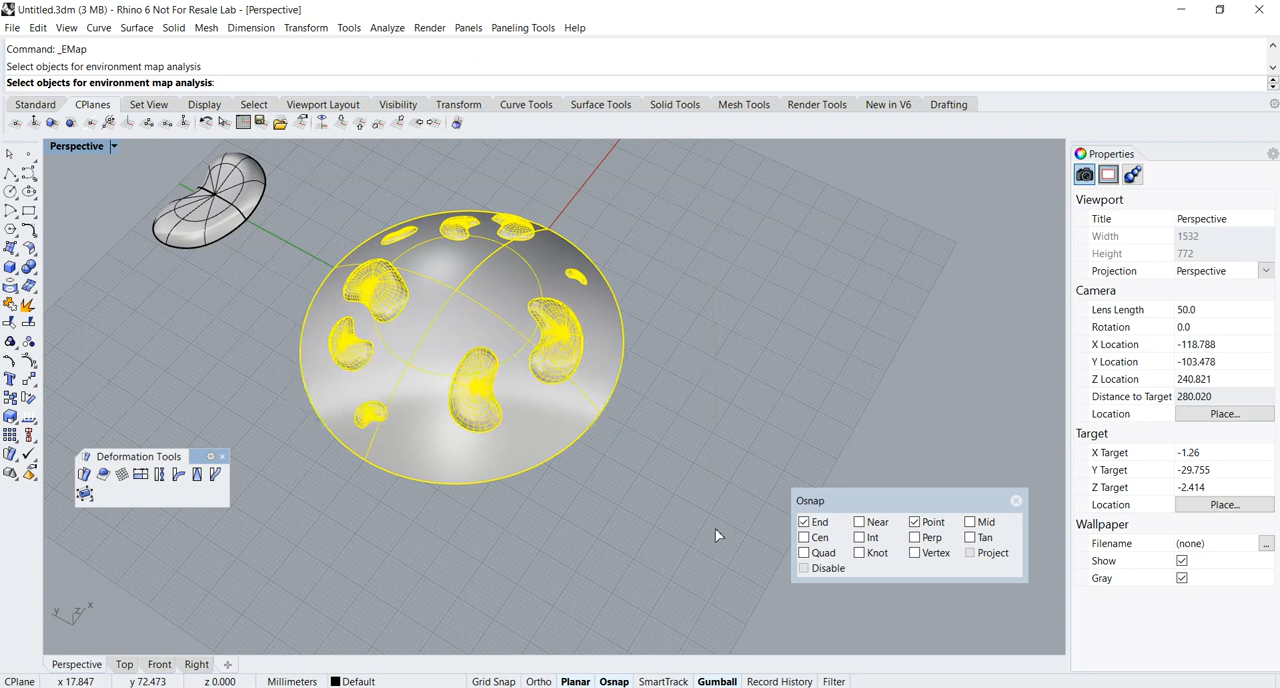 Untitled.3dm (3 MB) - Rhino 6 Not For Resale Lab - [Perspective]
File Edit View Curve Surface Solid Mesh Dimension Transform Tools Analyze Render Panels Paneling Tools Help
Command: _EMap
Select objects for environment map analysis
Select objects for environment map analysis:
Standard CPlanes Set View Display Select Viewport Layout Visibility Transform Curve Tools Surface Tools Solid Tools Mesh Tools Render Tools New in V6 Drafting
Perspective
Properties
Viewport
Title Perspective
Width 1532
Height 772
Projection Perspective
Camera
Lens Length 50.0
Rotation 0.0
X Location -118.788
Y Location -103.478
Z Location 240.821
Distance to Target 280.020
Location Place...
Target
X Target -1.26
Y Target -29.755
Z Target -2.414
Location Place...
Wallpaper
Filename (none) ...
Show
Gray
Deformation Tools
Osnap
End Near Point Mid
Cen Int Perp Tan
Quad Knot Vertex Project
Disable
y z x
Perspective Top Front Right
CPlane x 17.847 y 72.473 z 0.000 Millimeters Default Grid Snap Ortho Planar Osnap SmartTrack Gumball Record History Filter